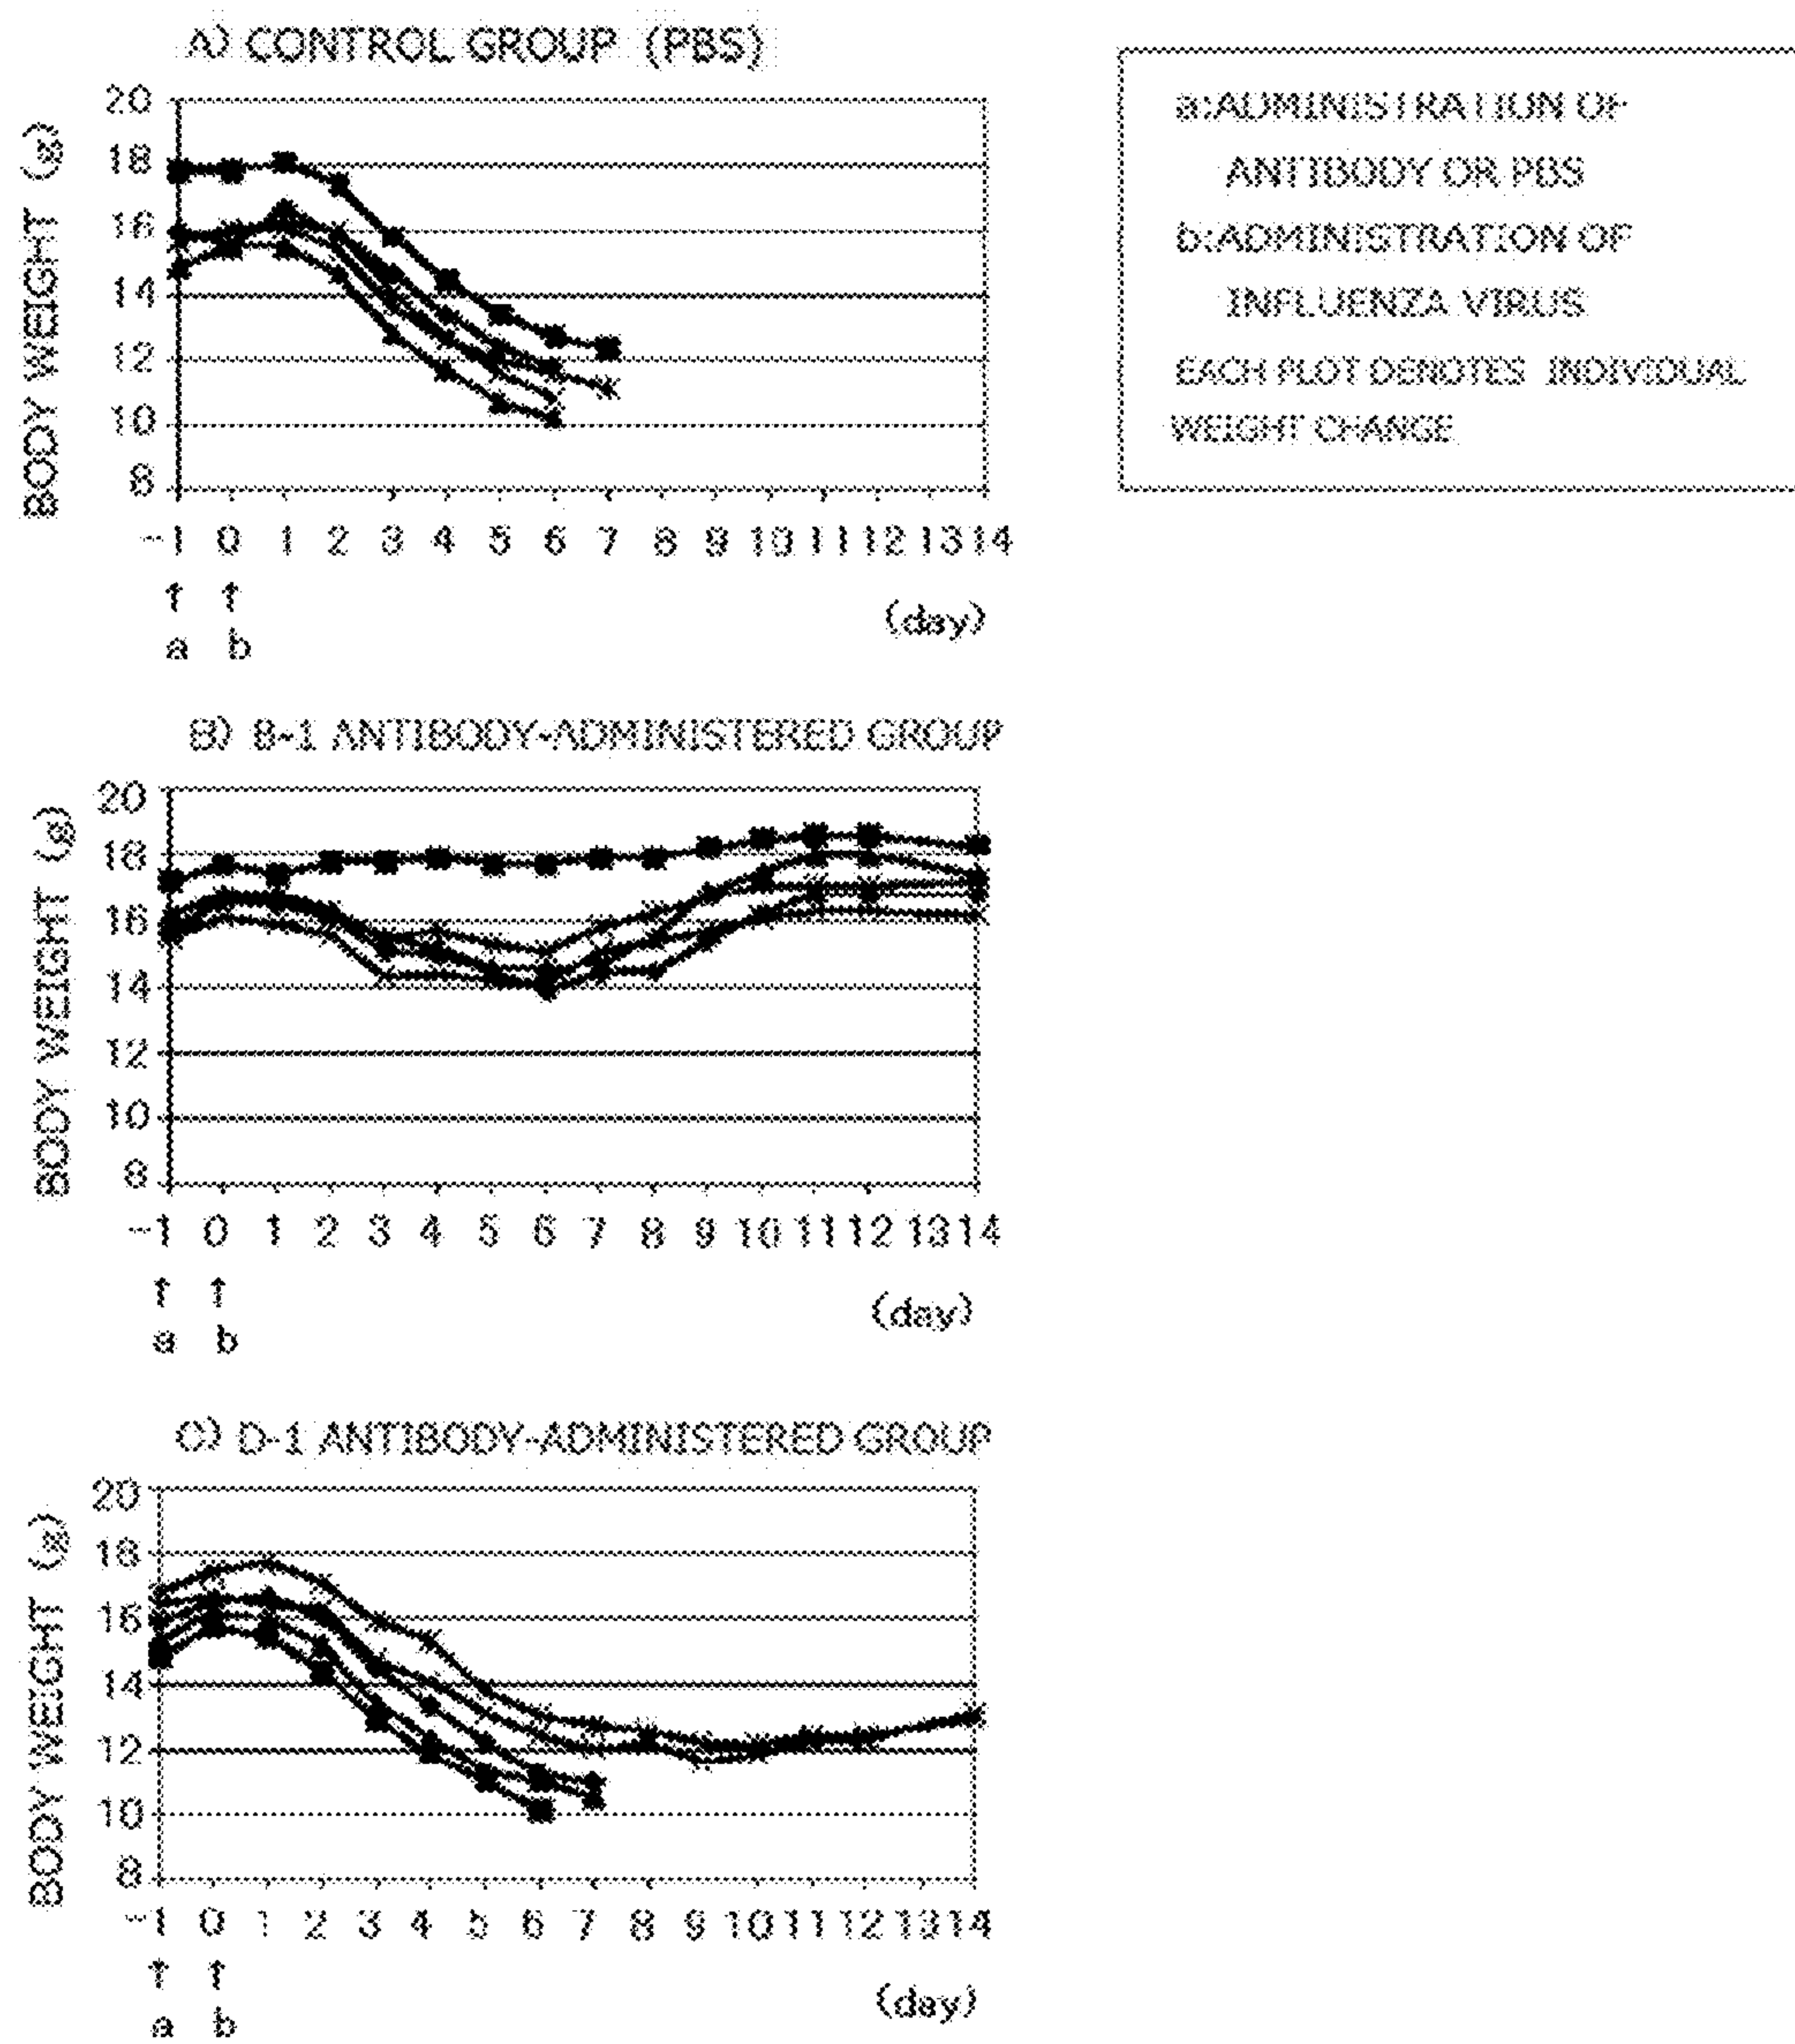 A) CONTROL GROUP (PBS)
BODY WEIGHT (g)
20
18
16
14
12
10
8
-1 0 1 2 3 4 5 6 7 8 9 10 11 12 13 14
↑ ↑
a b
(day)
a:ADMINISTRATION OF
ANTIBODY OR PBS
b:ADMINISTRATION OF
INFLUENZA VIRUS
EACH PLOT DENOTES INDIVIDUAL
WEIGHT CHANGE
B) B-1 ANTIBODY-ADMINISTERED GROUP
BODY WEIGHT (g)
20
18
16
14
12
10
8
-1 0 1 2 3 4 5 6 7 8 9 10 11 12 13 14
↑ ↑
a b
(day)
C) D-1 ANTIBODY-ADMINISTERED GROUP
BODY WEIGHT (g)
20
18
16
14
12
10
8
-1 0 1 2 3 4 5 6 7 8 9 10 11 12 13 14
↑ ↑
a b
(day)